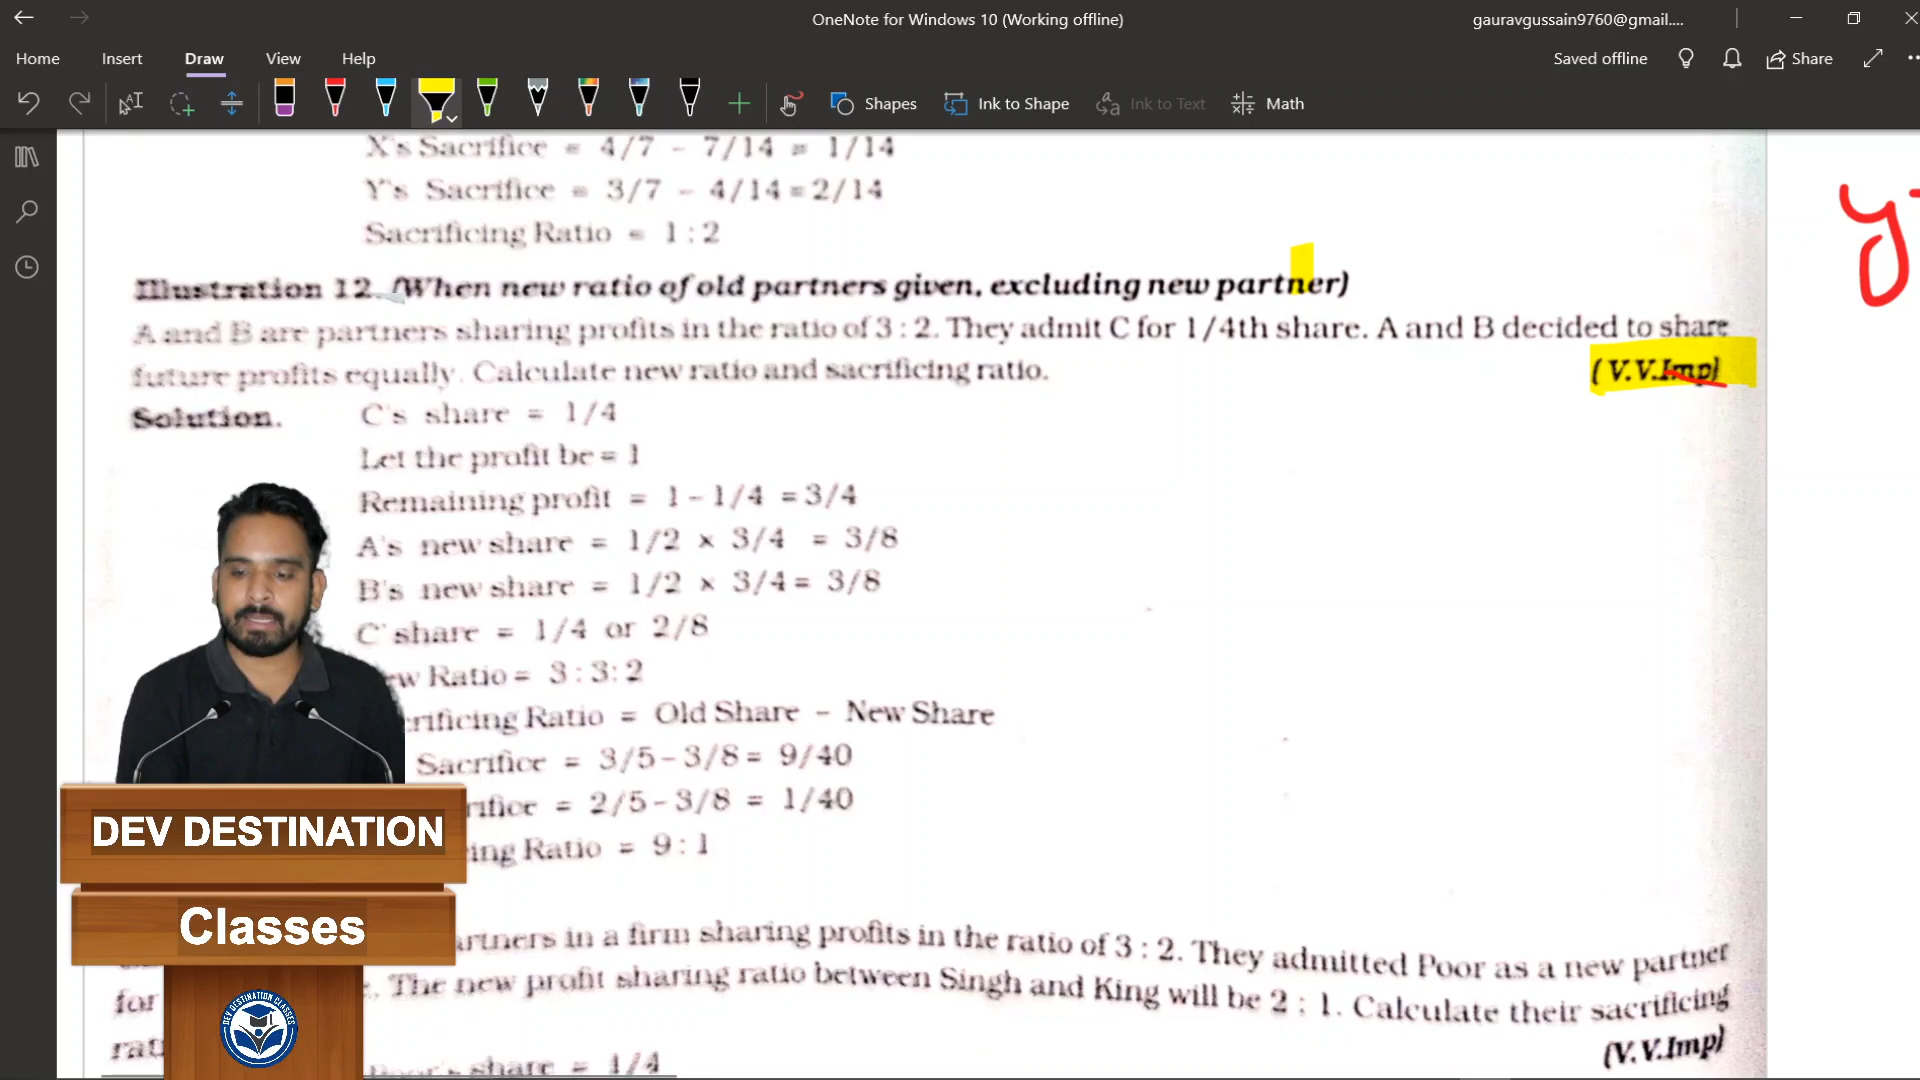 OneNote for Windows 10 (Working offline)
gauravgussain9760@gmail....
Home Insert Draw View Help
Saved offline
Share
Shapes
Ink to Shape
Ink to Text
Math
X's Sacrifice = 4/7 - 7/14 = 1/14
Y's Sacrifice = 3/7 - 4/14 = 2/14
Sacrificing Ratio = 1 : 2
Illustration 12. (When new ratio of old partners given, excluding new partner)
A and B are partners sharing profits in the ratio of 3 : 2. They admit C for 1/4th share. A and B decided to share
future profits equally. Calculate new ratio and sacrificing ratio.
(V.V.Imp)
Solution. C's share = 1/4
Let the profit be = 1
Remaining profit = 1 - 1/4 = 3/4
A's new share = 1/2 × 3/4 = 3/8
B's new share = 1/2 × 3/4 = 3/8
C' share = 1/4 or 2/8
w Ratio = 3 : 3 : 2
rificing Ratio = Old Share - New Share
Sacrifice = 3/5 - 3/8 = 9/40
rifice = 2/5 - 3/8 = 1/40
ing Ratio = 9 : 1
artners in a firm sharing profits in the ratio of 3 : 2. They admitted Poor as a new partner
for . The new profit sharing ratio between Singh and King will be 2 : 1. Calculate their sacrificing
rati
(V.V.Imp)
Poor's share = 1/4
y
DEV DESTINATION
Classes
DEV DESTINATION CLASSES